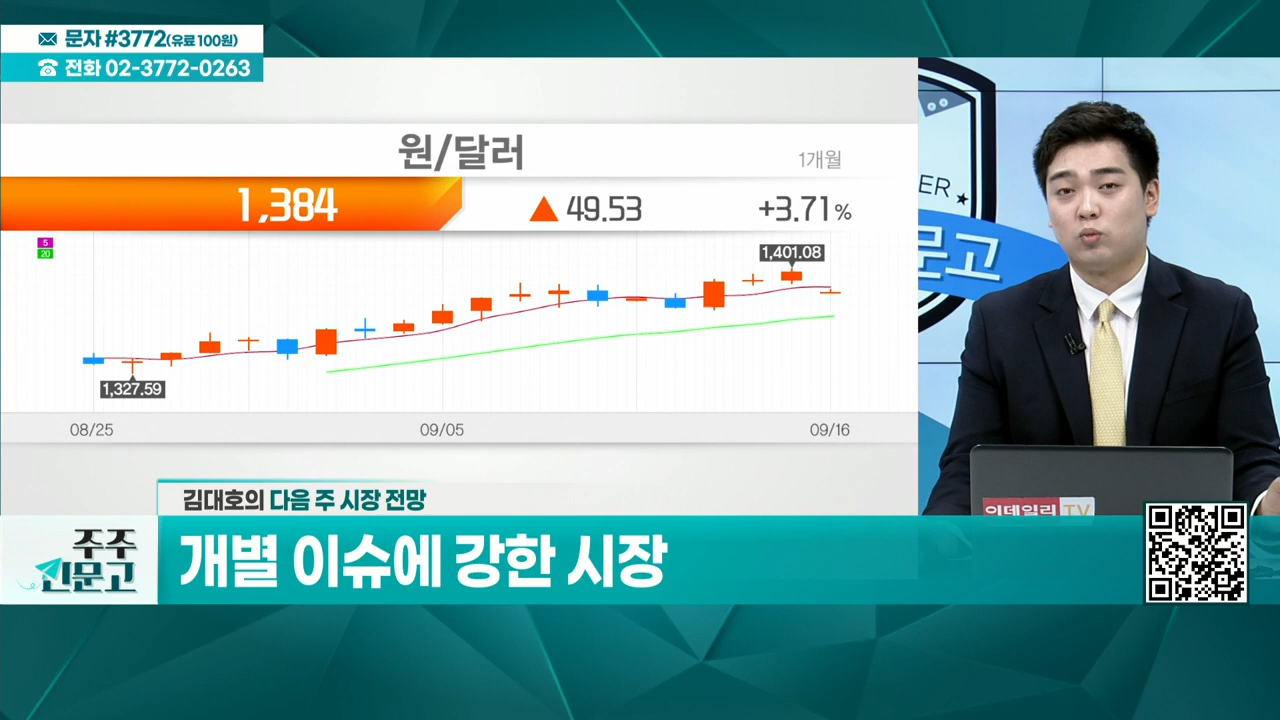 문자 #3772(유료 100원)
전화 02-3772-0263
원/달러
1개월
1,384
▲ 49.53
+3.71%
5
20
1,401.08
1,327.59
08/25
09/05
09/16
ER ★
문고
이데일리TV
김대호의 다음 주 시장 전망
주주
신문고
개별 이슈에 강한 시장